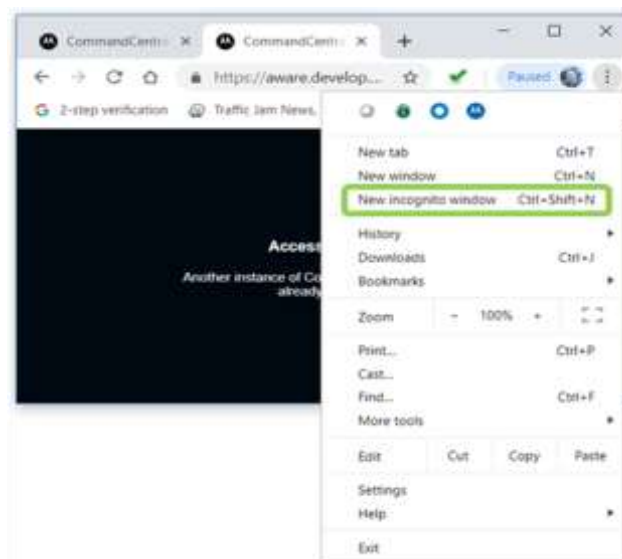 CommandCentr
CommandCentr
https://aware.develop...
Paused
2-step verification
Traffic Jam News,
New tab Ctrl+T
New window Ctrl+N
New incognito window Ctrl+Shift+N
History
Downloads Ctrl+J
Bookmarks
Zoom - 100% +
Print... Ctrl+P
Cast...
Find... Ctrl+F
More tools
Edit Cut Copy Paste
Settings
Help
Exit
Access
Another instance of Co
already